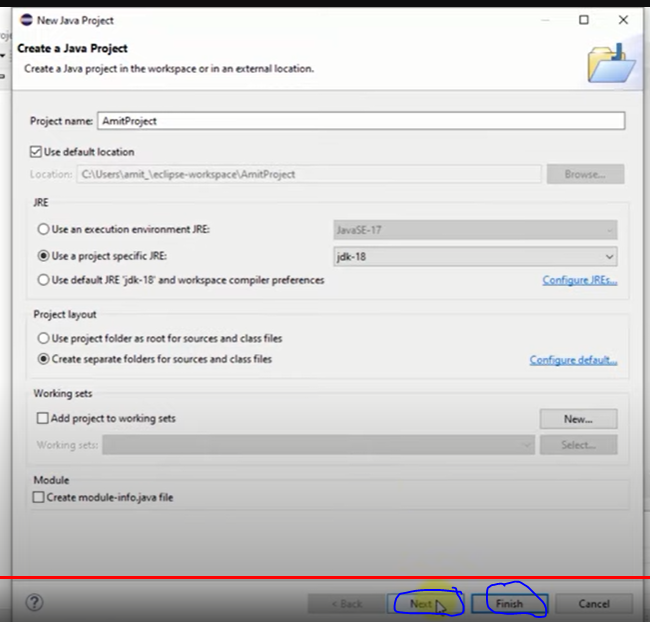 New Java Project
Create a Java Project
Create a Java project in the workspace or in an external location.
Project name: AmitProject
Use default location
Location: C:\Users\amit_\eclipse-workspace\AmitProject Browse...
JRE
Use an execution environment JRE: JavaSE-17
Use a project specific JRE: jdk-18
Use default JRE 'jdk-18' and workspace compiler preferences Configure JREs...
Project layout
Use project folder as root for sources and class files
Create separate folders for sources and class files Configure default...
Working sets
Add project to working sets New...
Working sets: Select...
Module
Create module-info.java file
? < Back Next Finish Cancel